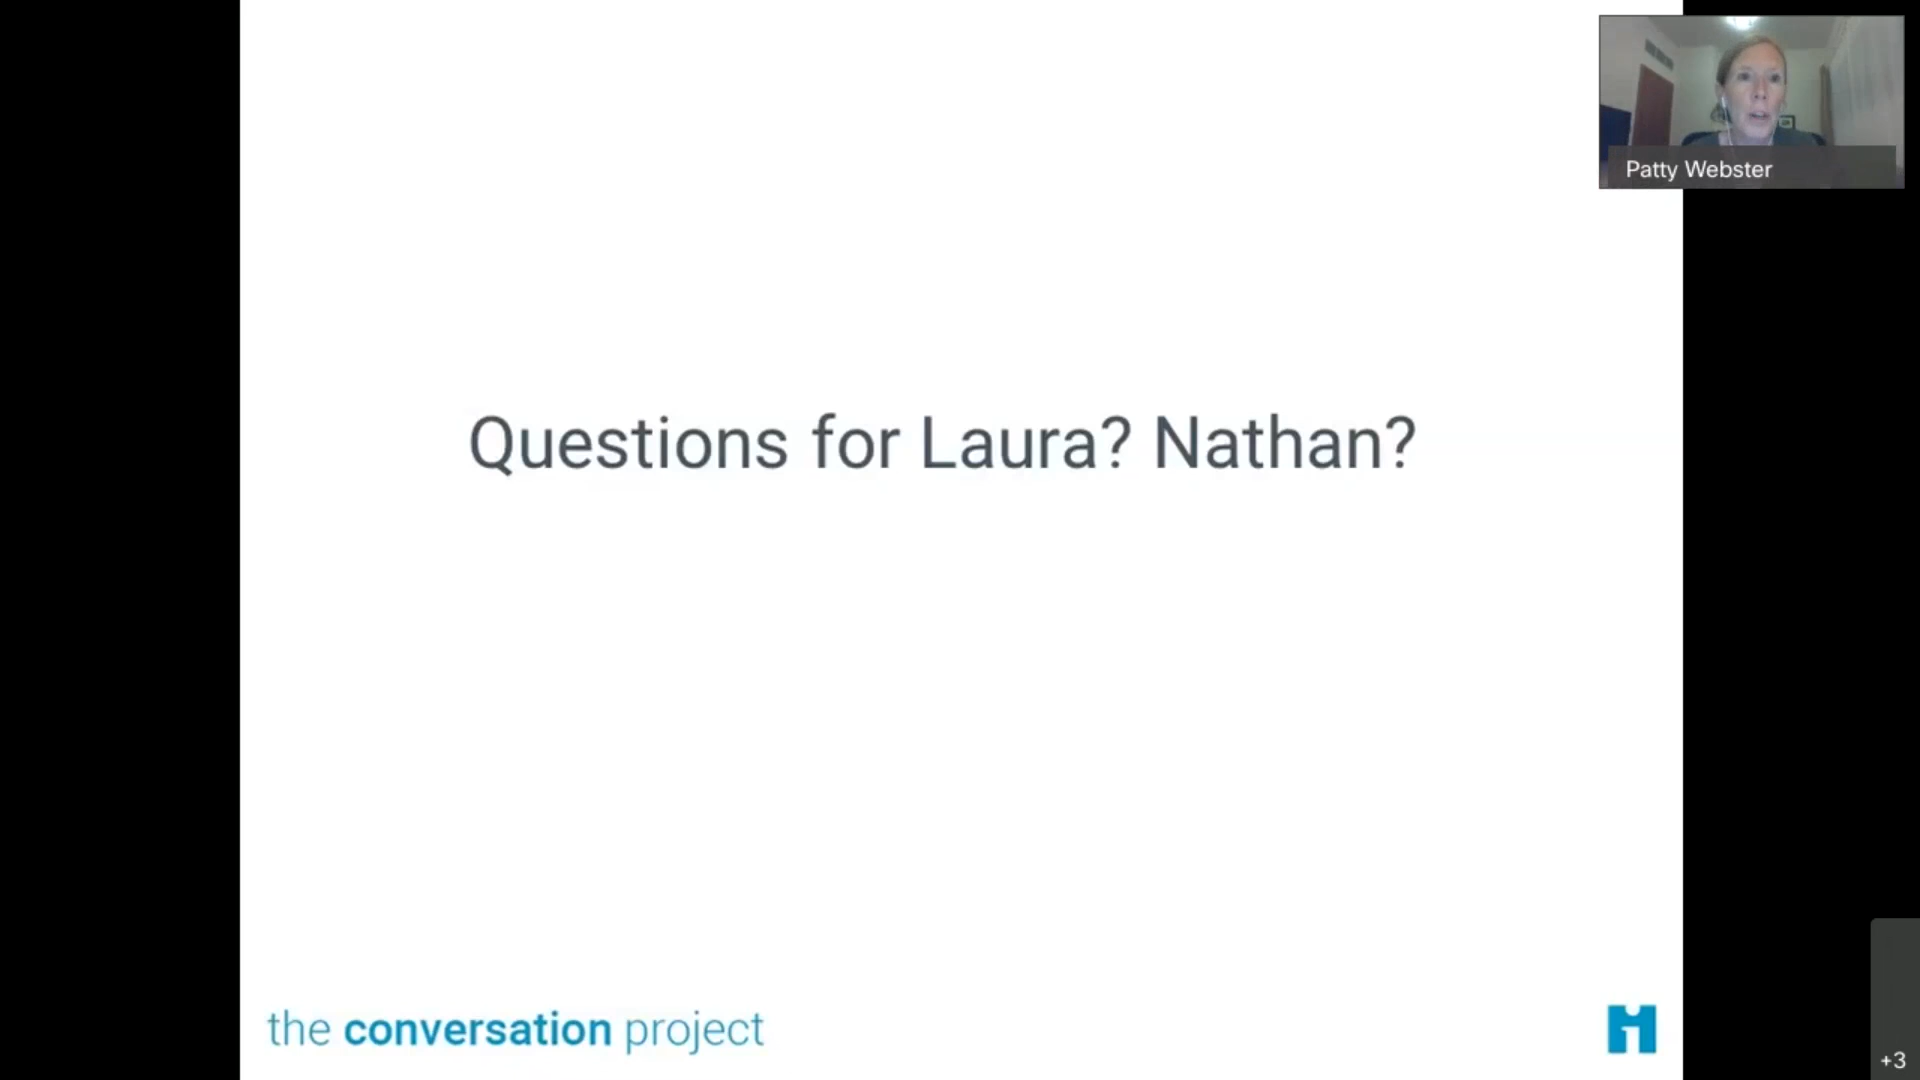 Patty Webster
Questions for Laura? Nathan?
the conversation project
+3